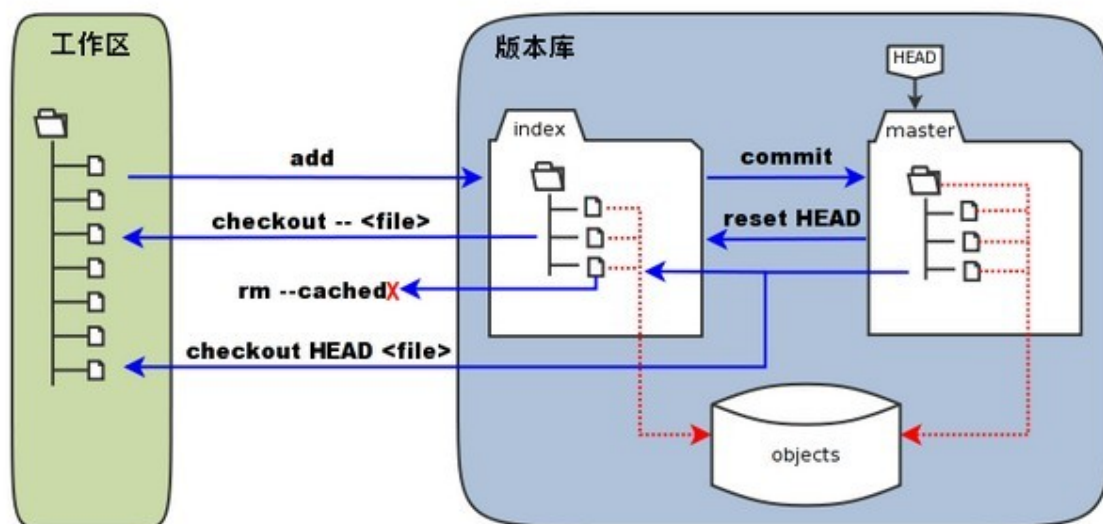 工作区
版本库
HEAD
index
master
add
commit
checkout -- <file>
reset HEAD
rm --cachedX
checkout HEAD <file>
objects